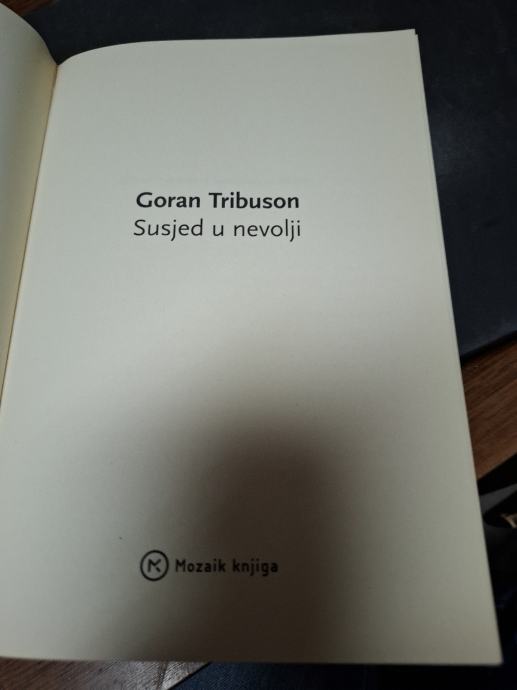 Goran Tribuson
Susjed u nevolji
Mozaik knjiga